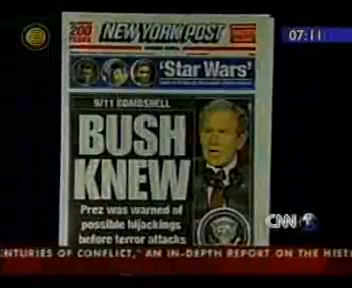 200
YEARS
NEW YORK POST
07:11
'Star Wars'
9/11 BOMBSHELL
BUSH
KNEW
Prez was warned of
possible hijackings
before terror attacks
CNN
ENTURIES OF CONFLICT," AN IN-DEPTH REPORT ON THE HIST